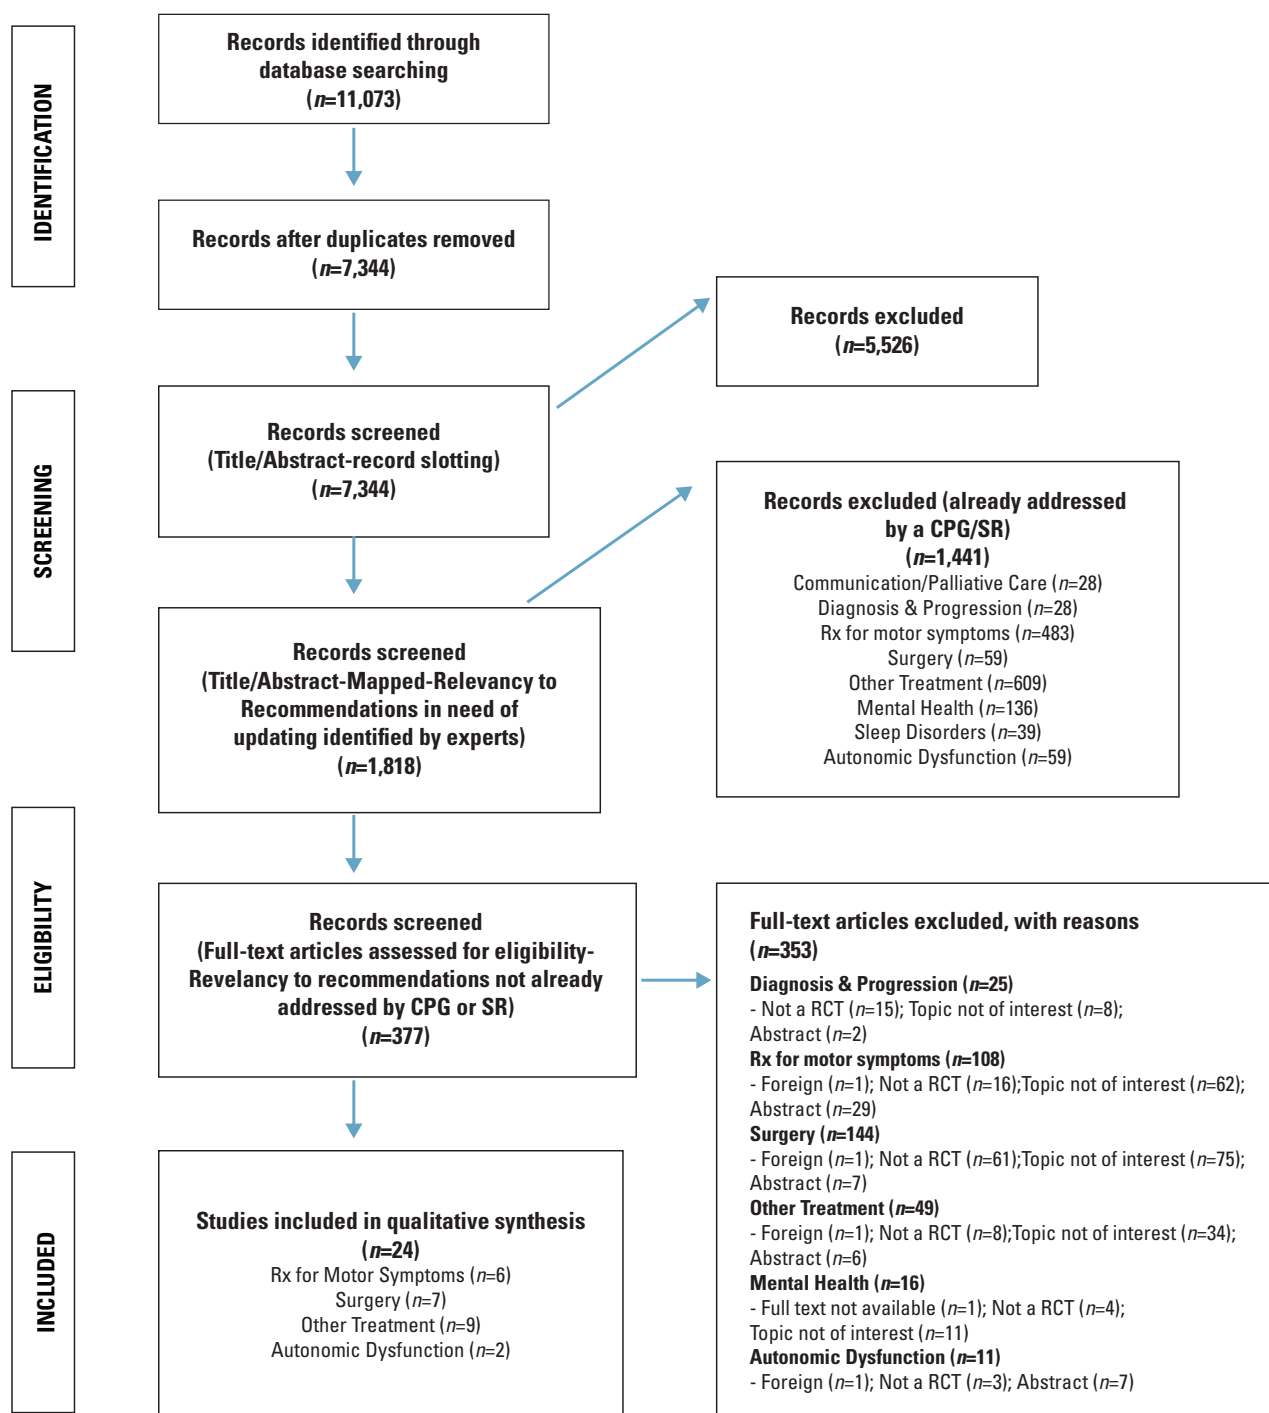 IDENTIFICATION
Records identified through
database searching
(n=11,073)
Records after duplicates removed
(n=7,344)
Records excluded
(n=5,526)
SCREENING
Records screened
(Title/Abstract-record slotting)
(n=7,344)
Records excluded (already addressed
by a CPG/SR)
(n=1,441)
Communication/Palliative Care (n=28)
Diagnosis & Progression (n=28)
Rx for motor symptoms (n=483)
Surgery (n=59)
Other Treatment (n=609)
Mental Health (n=136)
Sleep Disorders (n=39)
Autonomic Dysfunction (n=59)
Records screened
(Title/Abstract-Mapped-Relevancy to
Recommendations in need of
updating identified by experts)
(n=1,818)
ELIGIBILITY
Records screened
(Full-text articles assessed for eligibility-
Revelancy to recommendations not already
addressed by CPG or SR)
(n=377)
Full-text articles excluded, with reasons
(n=353)
Diagnosis & Progression (n=25)
- Not a RCT (n=15); Topic not of interest (n=8);
Abstract (n=2)
Rx for motor symptoms (n=108)
- Foreign (n=1); Not a RCT (n=16);Topic not of interest (n=62);
Abstract (n=29)
Surgery (n=144)
- Foreign (n=1); Not a RCT (n=61);Topic not of interest (n=75);
Abstract (n=7)
Other Treatment (n=49)
- Foreign (n=1); Not a RCT (n=8);Topic not of interest (n=34);
Abstract (n=6)
Mental Health (n=16)
- Full text not available (n=1); Not a RCT (n=4);
Topic not of interest (n=11)
Autonomic Dysfunction (n=11)
- Foreign (n=1); Not a RCT (n=3); Abstract (n=7)
INCLUDED
Studies included in qualitative synthesis
(n=24)
Rx for Motor Symptoms (n=6)
Surgery (n=7)
Other Treatment (n=9)
Autonomic Dysfunction (n=2)